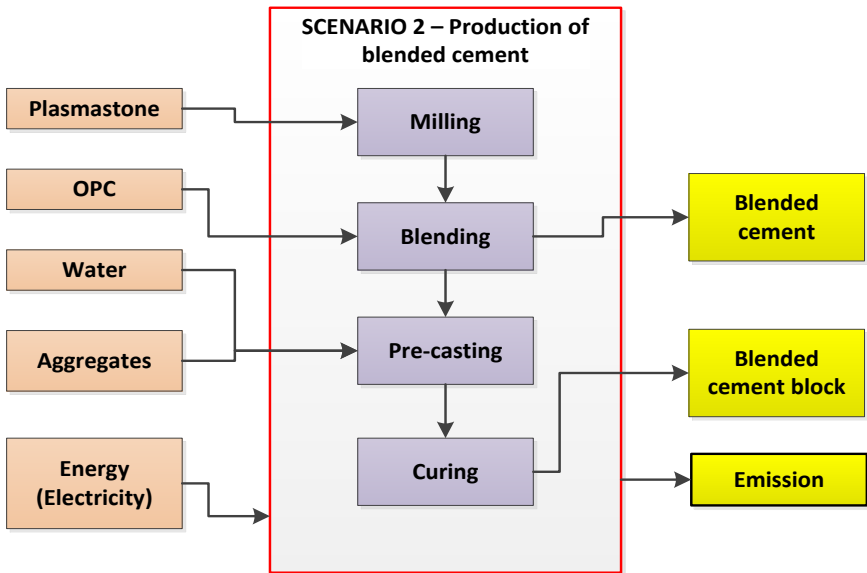 SCENARIO 2 – Production of
blended cement
Plasmastone
Milling
OPC
Blending
Blended
cement
Water
Aggregates
Pre-casting
Blended
cement block
Energy
(Electricity)
Curing
Emission